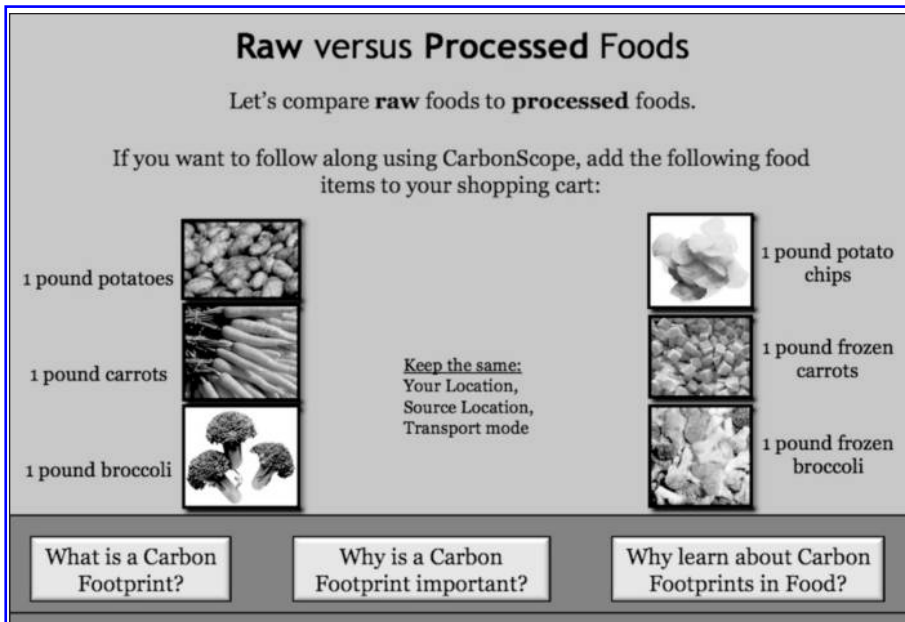 Raw versus Processed Foods
Let's compare raw foods to processed foods.
If you want to follow along using CarbonScope, add the following food
items to your shopping cart:
1 pound potatoes
1 pound carrots
1 pound broccoli
Keep the same:
Your Location,
Source Location,
Transport mode
1 pound potato
chips
1 pound frozen
carrots
1 pound frozen
broccoli
What is a Carbon
Footprint?
Why is a Carbon
Footprint important?
Why learn about Carbon
Footprints in Food?